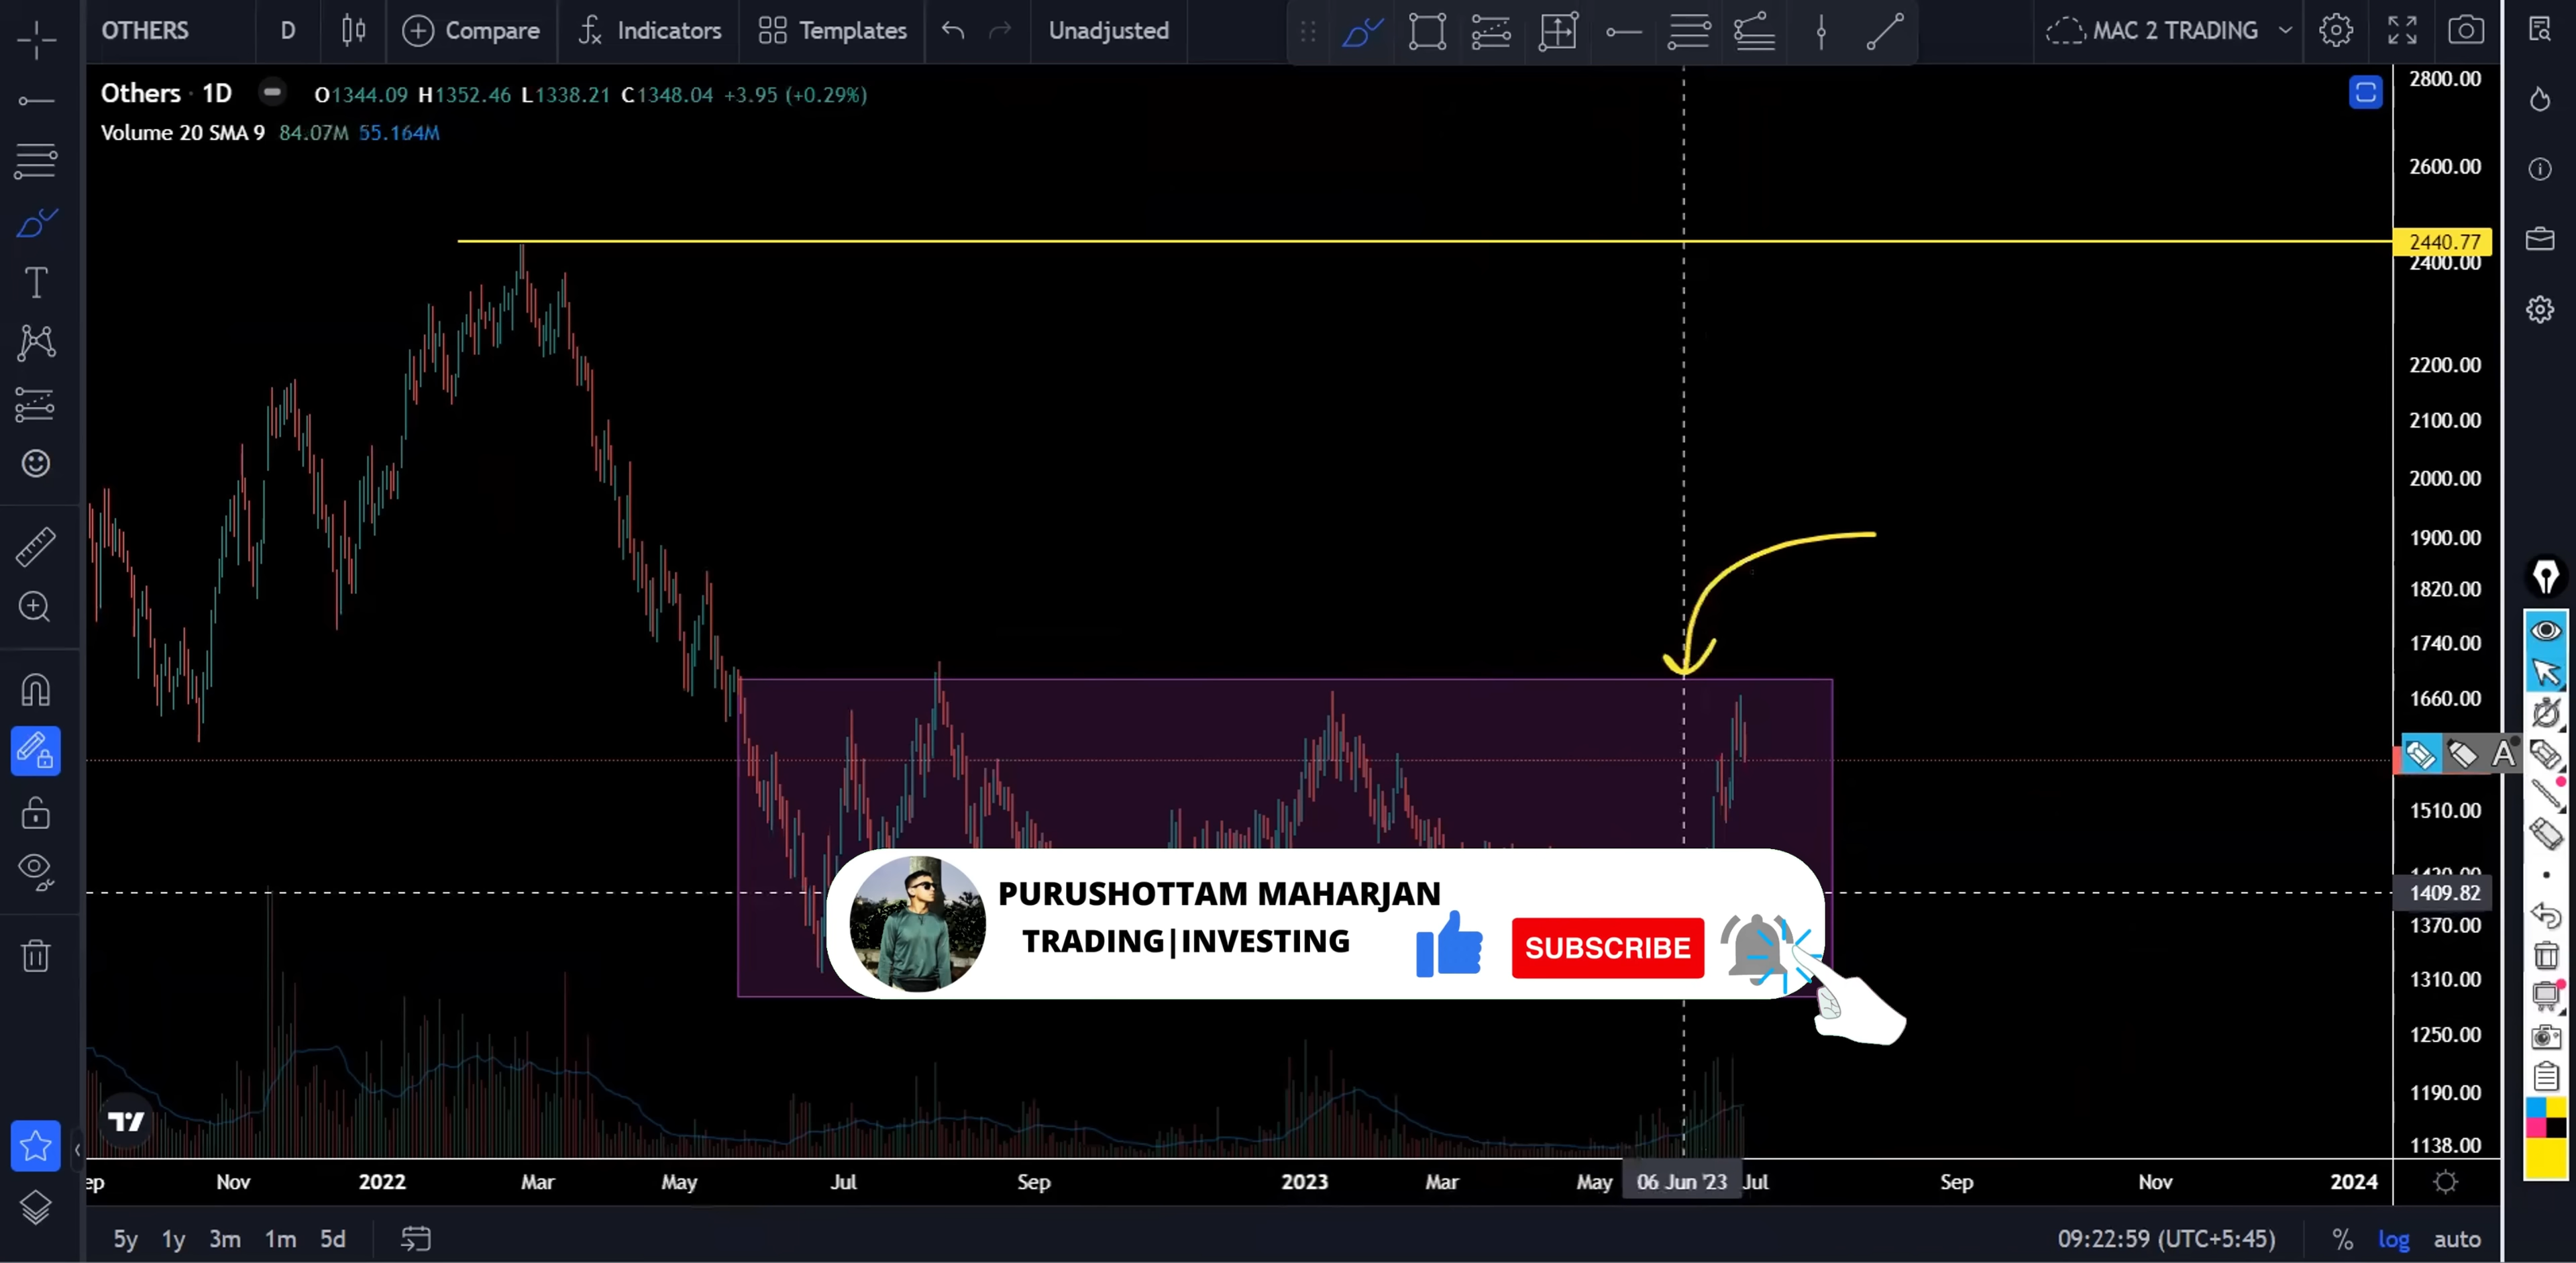 OTHERS D Compare Indicators Templates Unadjusted MAC 2 TRADING
Others · 1D O1344.09 H1352.46 L1338.21 C1348.04 +3.95 (+0.29%)
Volume 20 SMA 9 84.07M 55.164M
2800.00
2600.00
2440.77
2400.00
2200.00
2100.00
2000.00
1900.00
1820.00
1740.00
1660.00
A
1510.00
1409.82
1370.00
1310.00
1250.00
1190.00
1138.00
PURUSHOTTAM MAHARJAN
TRADING|INVESTING
SUBSCRIBE
ep Nov 2022 Mar May Jul Sep 2023 Mar May 06 Jun '23 Jul Sep Nov 2024
5y 1y 3m 1m 5d 09:22:59 (UTC+5:45) % log auto